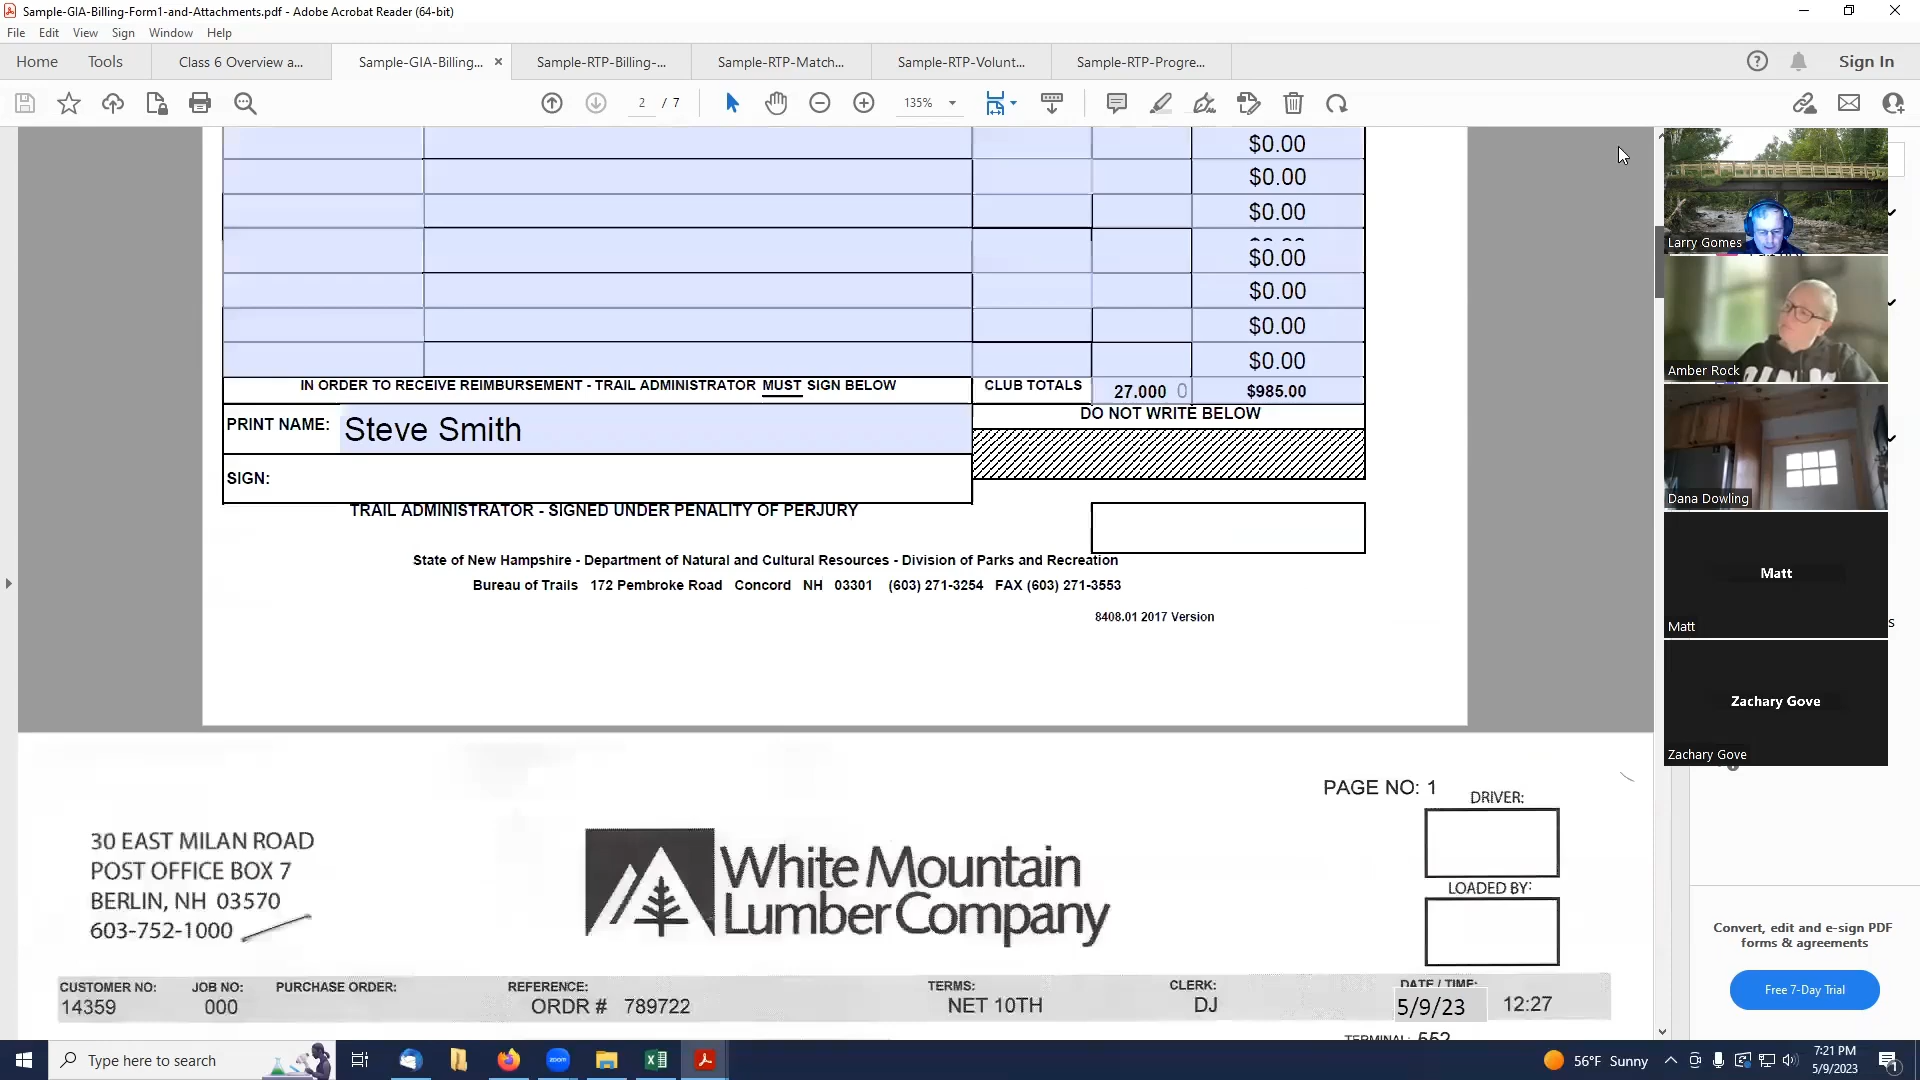 Sample-GIA-Billing-Form1-and-Attachments.pdf - Adobe Acrobat Reader (64-bit)
File Edit View Sign Window Help
Home Tools Class 6 Overview a... Sample-GIA-Billing... × Sample-RTP-Billing-... Sample-RTP-Match... Sample-RTP-Volunt... Sample-RTP-Progre... Sign In
2 / 7 135%
$0.00
$0.00
$0.00
$0.00
$0.00
$0.00
$0.00
IN ORDER TO RECEIVE REIMBURSEMENT - TRAIL ADMINISTRATOR MUST SIGN BELOW CLUB TOTALS 27.000 0 $985.00
DO NOT WRITE BELOW
PRINT NAME: Steve Smith
SIGN:
TRAIL ADMINISTRATOR - SIGNED UNDER PENALITY OF PERJURY
State of New Hampshire - Department of Natural and Cultural Resources - Division of Parks and Recreation
Bureau of Trails 172 Pembroke Road Concord NH 03301 (603) 271-3254 FAX (603) 271-3553
8408.01 2017 Version
PAGE NO: 1
DRIVER:
30 EAST MILAN ROAD
POST OFFICE BOX 7
BERLIN, NH 03570
603-752-1000
White Mountain
Lumber Company
LOADED BY:
CUSTOMER NO: JOB NO: PURCHASE ORDER: REFERENCE: TERMS: CLERK: DATE / TIME:
14359 000 ORDR # 789722 NET 10TH DJ 5/9/23 12:27
TERMINAL: 552
Larry Gomes
Amber Rock
Dana Dowling
Matt
Matt
Zachary Gove
Zachary Gove
Convert, edit and e-sign PDF
forms & agreements
Free 7-Day Trial
Type here to search
zoom
56°F Sunny
7:21 PM
5/9/2023
1